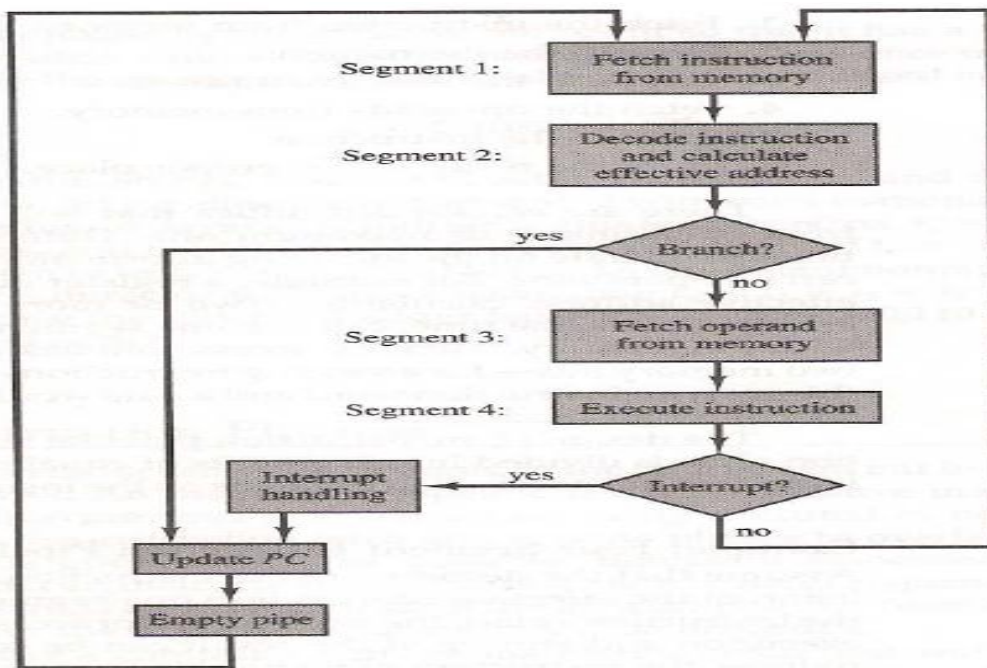 Segment 1:
Fetch instruction
from memory
Segment 2:
Decode instruction
and calculate
effective address
Branch?
yes
no
Segment 3:
Fetch operand
from memory
Segment 4:
Execute instruction
Interrupt?
yes
no
Interrupt
handling
Update PC
Empty pipe